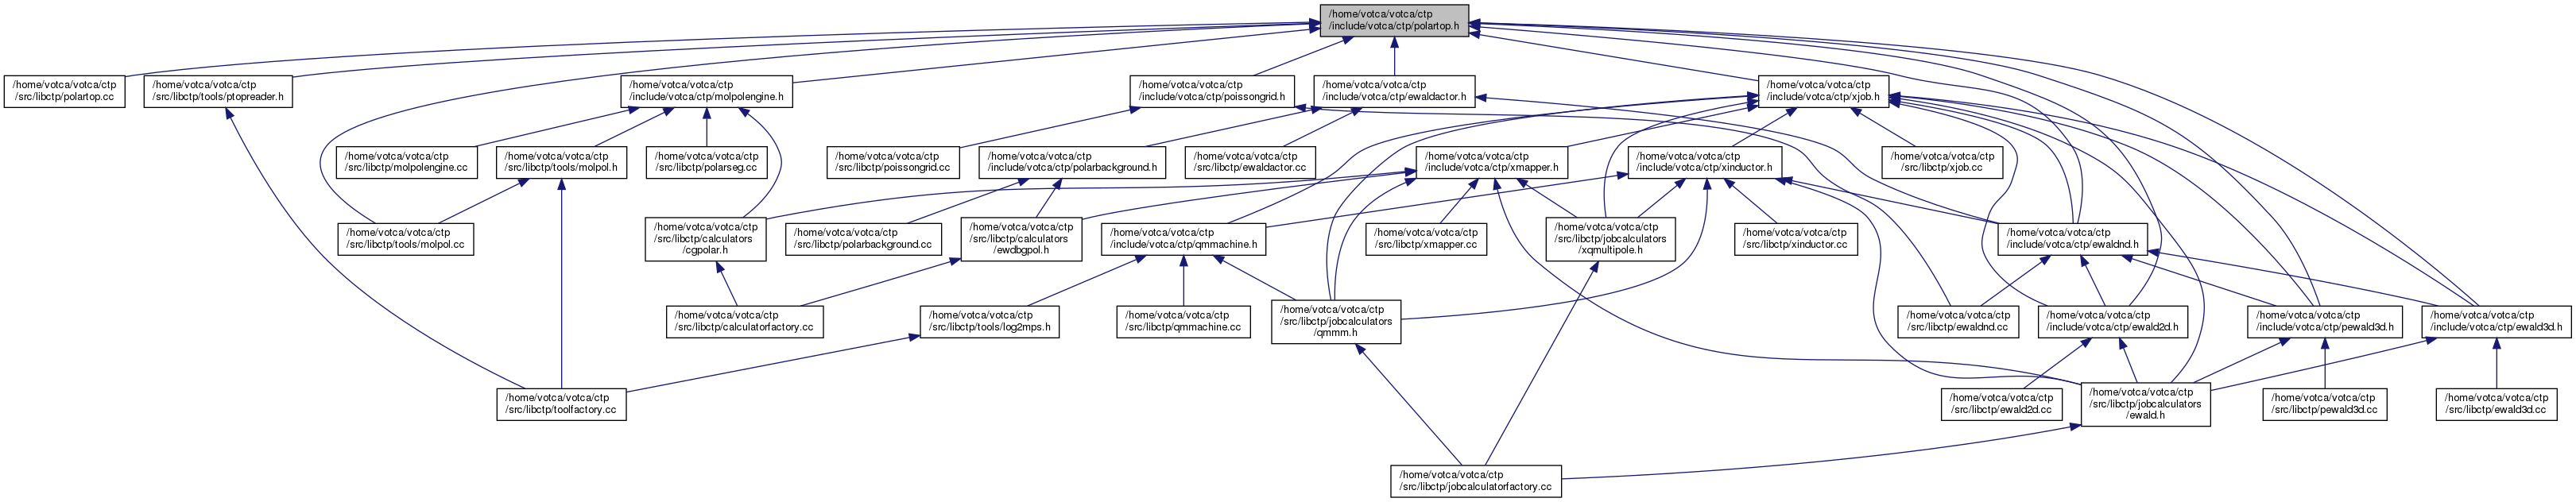 /home/votca/votca/ctp
/include/votca/ctp/polartop.h
/home/votca/votca/ctp
/src/libctp/polartop.cc
/home/votca/votca/ctp
/src/libctp/tools/ptopreader.h
/home/votca/votca/ctp
/include/votca/ctp/molpolengine.h
/home/votca/votca/ctp
/include/votca/ctp/poissongrid.h
/home/votca/votca/ctp
/include/votca/ctp/ewaldactor.h
/home/votca/votca/ctp
/include/votca/ctp/xjob.h
/home/votca/votca/ctp
/src/libctp/molpolengine.cc
/home/votca/votca/ctp
/src/libctp/tools/molpol.h
/home/votca/votca/ctp
/src/libctp/polarseg.cc
/home/votca/votca/ctp
/src/libctp/poissongrid.cc
/home/votca/votca/ctp
/include/votca/ctp/polarbackground.h
/home/votca/votca/ctp
/src/libctp/ewaldactor.cc
/home/votca/votca/ctp
/include/votca/ctp/xmapper.h
/home/votca/votca/ctp
/include/votca/ctp/xinductor.h
/home/votca/votca/ctp
/src/libctp/xjob.cc
/home/votca/votca/ctp
/src/libctp/tools/molpol.cc
/home/votca/votca/ctp
/src/libctp/calculators
/cgpolar.h
/home/votca/votca/ctp
/src/libctp/polarbackground.cc
/home/votca/votca/ctp
/src/libctp/calculators
/ewdbgpol.h
/home/votca/votca/ctp
/include/votca/ctp/qmmachine.h
/home/votca/votca/ctp
/src/libctp/xmapper.cc
/home/votca/votca/ctp
/src/libctp/jobcalculators
/xqmultipole.h
/home/votca/votca/ctp
/src/libctp/xinductor.cc
/home/votca/votca/ctp
/include/votca/ctp/ewaldnd.h
/home/votca/votca/ctp
/src/libctp/calculatorfactory.cc
/home/votca/votca/ctp
/src/libctp/tools/log2mps.h
/home/votca/votca/ctp
/src/libctp/qmmachine.cc
/home/votca/votca/ctp
/src/libctp/jobcalculators
/qmmm.h
/home/votca/votca/ctp
/src/libctp/ewaldnd.cc
/home/votca/votca/ctp
/include/votca/ctp/ewald2d.h
/home/votca/votca/ctp
/include/votca/ctp/pewald3d.h
/home/votca/votca/ctp
/include/votca/ctp/ewald3d.h
/home/votca/votca/ctp
/src/libctp/toolfactory.cc
/home/votca/votca/ctp
/src/libctp/ewald2d.cc
/home/votca/votca/ctp
/src/libctp/jobcalculators
/ewald.h
/home/votca/votca/ctp
/src/libctp/pewald3d.cc
/home/votca/votca/ctp
/src/libctp/ewald3d.cc
/home/votca/votca/ctp
/src/libctp/jobcalculatorfactory.cc